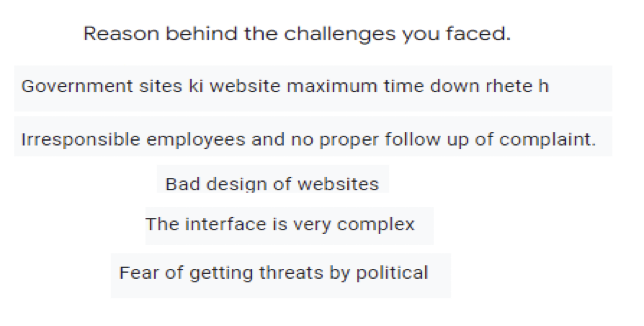 Reason behind the challenges you faced.
Government sites ki website maximum time down rhete h
Irresponsible employees and no proper follow up of complaint.
Bad design of websites
The interface is very complex
Fear of getting threats by political